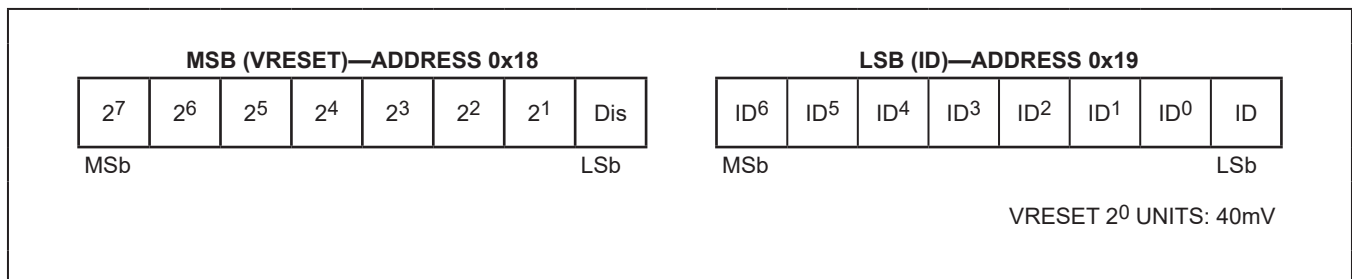 MSB (VRESET)—ADDRESS 0x18 LSB (ID)—ADDRESS 0x19
2⁷ 2⁶ 2⁵ 2⁴ 2³ 2² 2¹ Dis ID⁶ ID⁵ ID⁴ ID³ ID² ID¹ ID⁰ ID
MSb LSb MSb LSb
VRESET 2⁰ UNITS: 40mV